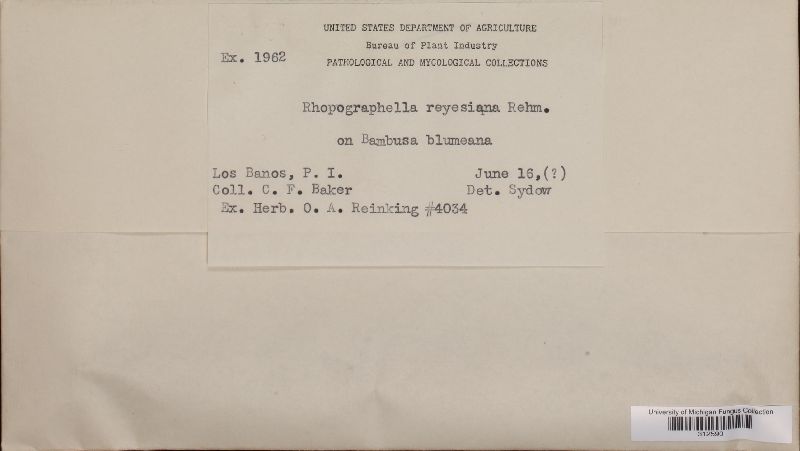 UNITED STATES DEPARTMENT OF AGRICULTURE
Bureau of Plant Industry
Ex. 1962
PATHOLOGICAL AND MYCOLOGICAL COLLECTIONS
Rhopographella reyesiana Rehm.
on Bambusa blumeana
Los Banos, P. I. June 16,(?)
Coll. C. F. Baker Det. Sydow
Ex. Herb. O. A. Reinking #4034
University of Michigan Fungus Collection
312590